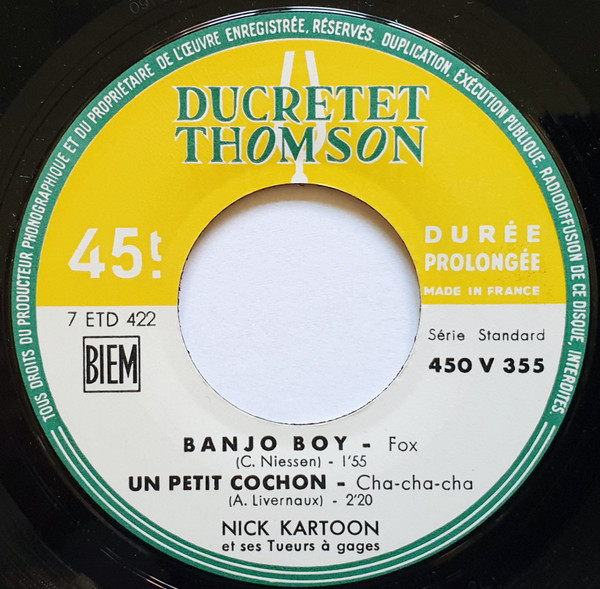 TOUS DROITS DU PRODUCTEUR PHONOGRAPHIQUE ET DU PROPRIÉTAIRE DE L'ŒUVRE ENREGISTRÉE, RÉSERVÉS. DUPLICATION, EXÉCUTION PUBLIQUE, RADIODIFFUSION DE CE DISQUE, INTERDITES.
DUCRETET
THOMSON
45t.
DURÉE
PROLONGÉE
MADE IN FRANCE
7 ETD 422
BIEM
Série Standard
450 V 355
BANJO BOY - Fox
(C. Niessen) - 1'55
UN PETIT COCHON - Cha-cha-cha
(A. Livernaux) - 2'20
NICK KARTOON
et ses Tueurs à gages